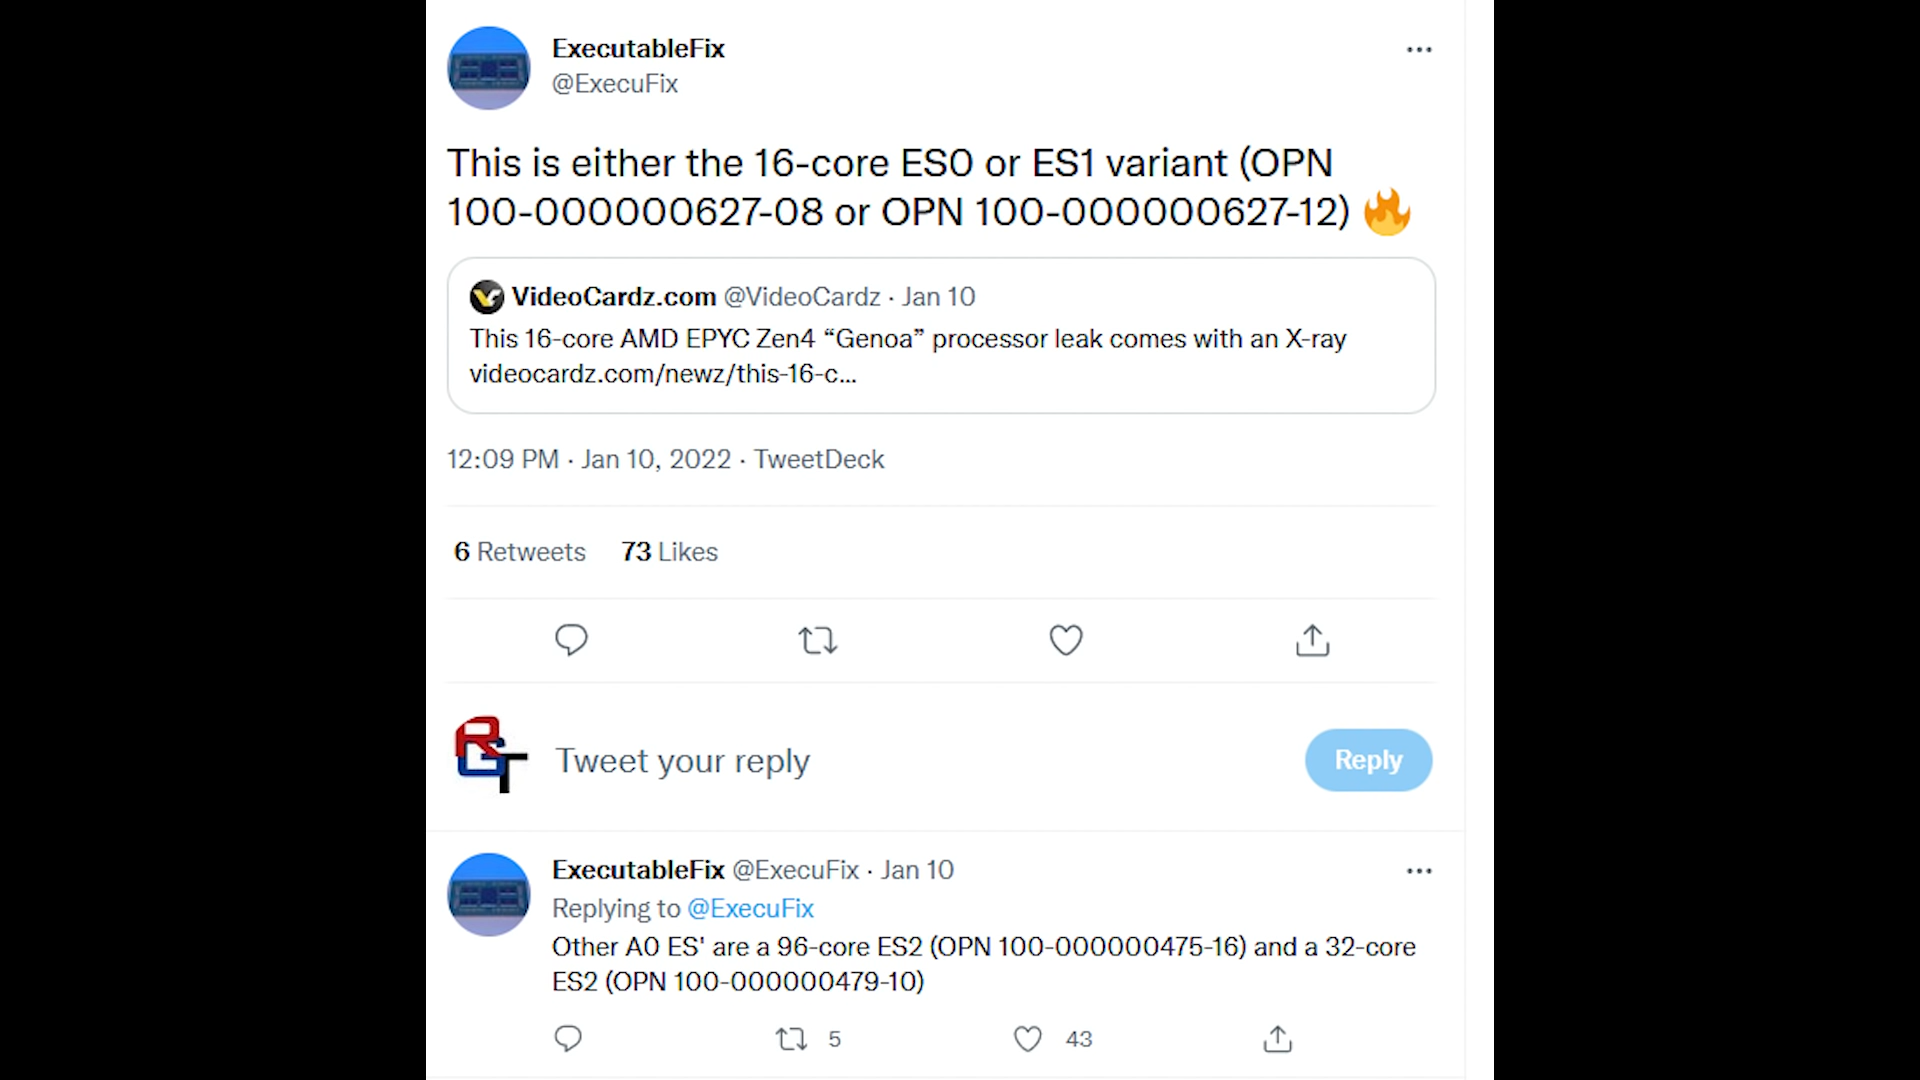 ExecutableFix
@ExecuFix
This is either the 16-core ES0 or ES1 variant (OPN
100-000000627-08 or OPN 100-000000627-12) 🔥
VideoCardz.com @VideoCardz · Jan 10
This 16-core AMD EPYC Zen4 “Genoa” processor leak comes with an X-ray
videocardz.com/newz/this-16-c...
12:09 PM · Jan 10, 2022 · TweetDeck
6 Retweets 73 Likes
RGT
Tweet your reply
Reply
ExecutableFix @ExecuFix · Jan 10
Replying to @ExecuFix
Other A0 ES' are a 96-core ES2 (OPN 100-000000475-16) and a 32-core
ES2 (OPN 100-000000479-10)
5 43